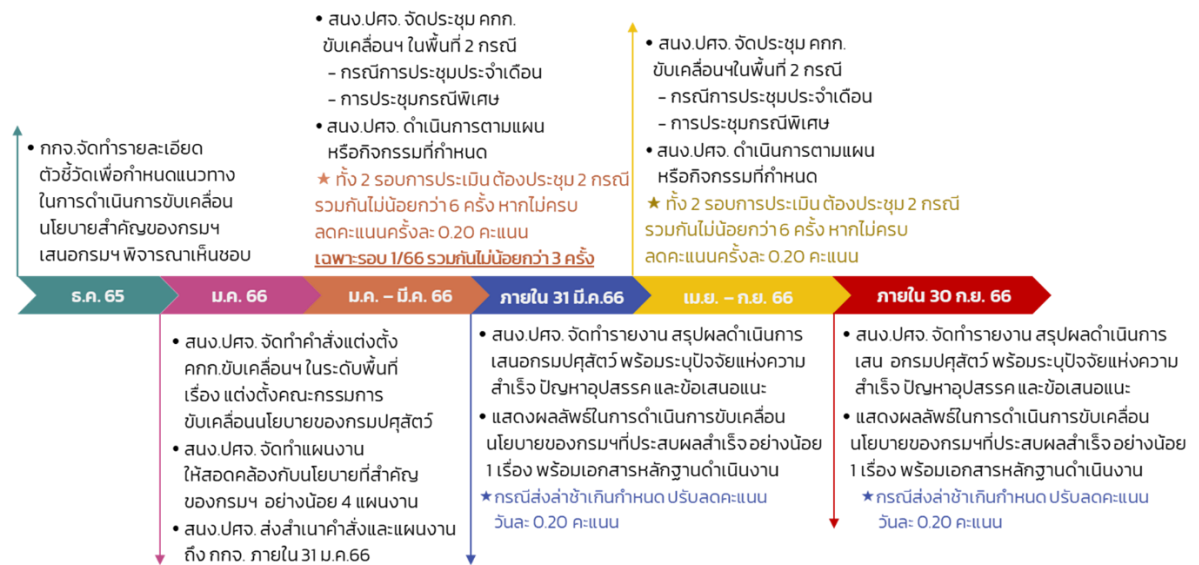 • กกจ.จัดทำรายละเอียด
ตัวชี้วัดเพื่อกำหนดแนวทาง
ในการดำเนินการขับเคลื่อน
นโยบายสำคัญของกรมฯ
เสนอกรมฯ พิจารณาเห็นชอบ
• สนง.ปศจ. จัดประชุม คกก.
ขับเคลื่อนฯ ในพื้นที่ 2 กรณี
- กรณีการประชุมประจำเดือน
- การประชุมกรณีพิเศษ
• สนง.ปศจ. ดำเนินการตามแผน
หรือกิจกรรมที่กำหนด
★ ทั้ง 2 รอบการประเมิน ต้องประชุม 2 กรณี
รวมกันไม่น้อยกว่า 6 ครั้ง หากไม่ครบ
ลดคะแนนครั้งละ 0.20 คะแนน
เฉพาะรอบ 1/66 รวมกันไม่น้อยกว่า 3 ครั้ง
• สนง.ปศจ. จัดประชุม คกก.
ขับเคลื่อนฯในพื้นที่ 2 กรณี
- กรณีการประชุมประจำเดือน
- การประชุมกรณีพิเศษ
• สนง.ปศจ. ดำเนินการตามแผน
หรือกิจกรรมที่กำหนด
★ ทั้ง 2 รอบการประเมิน ต้องประชุม 2 กรณี
รวมกันไม่น้อยกว่า 6 ครั้ง หากไม่ครบ
ลดคะแนนครั้งละ 0.20 คะแนน
ธ.ค. 65
ม.ค. 66
ม.ค. – มี.ค. 66
ภายใน 31 มี.ค.66
เม.ย. – ก.ย. 66
ภายใน 30 ก.ย. 66
• สนง.ปศจ. จัดทำคำสั่งแต่งตั้ง
คกก.ขับเคลื่อนฯ ในระดับพื้นที่
เรื่อง แต่งตั้งคณะกรรมการ
ขับเคลื่อนนโยบายของกรมปศุสัตว์
• สนง.ปศจ. จัดทำแผนงาน
ให้สอดคล้องกับนโยบายที่สำคัญ
ของกรมฯ อย่างน้อย 4 แผนงาน
• สนง.ปศจ. ส่งสำเนาคำสั่งและแผนงาน
ถึง กกจ. ภายใน 31 ม.ค.66
• สนง.ปศจ. จัดทำรายงาน สรุปผลดำเนินการ
เสนอกรมปศุสัตว์ พร้อมระบุปัจจัยแห่งความ
สำเร็จ ปัญหาอุปสรรค และข้อเสนอแนะ
• แสดงผลลัพธ์ในการดำเนินการขับเคลื่อน
นโยบายของกรมฯที่ประสบผลสำเร็จ อย่างน้อย
1 เรื่อง พร้อมเอกสารหลักฐานดำเนินงาน
★กรณีส่งล่าช้าเกินกำหนด ปรับลดคะแนน
วันละ 0.20 คะแนน
• สนง.ปศจ. จัดทำรายงาน สรุปผลดำเนินการ
เสน อกรมปศุสัตว์ พร้อมระบุปัจจัยแห่งความ
สำเร็จ ปัญหาอุปสรรค และข้อเสนอแนะ
• แสดงผลลัพธ์ในการดำเนินการขับเคลื่อน
นโยบายของกรมฯที่ประสบผลสำเร็จ อย่างน้อย
1 เรื่อง พร้อมเอกสารหลักฐานดำเนินงาน
★กรณีส่งล่าช้าเกินกำหนด ปรับลดคะแนน
วันละ 0.20 คะแนน